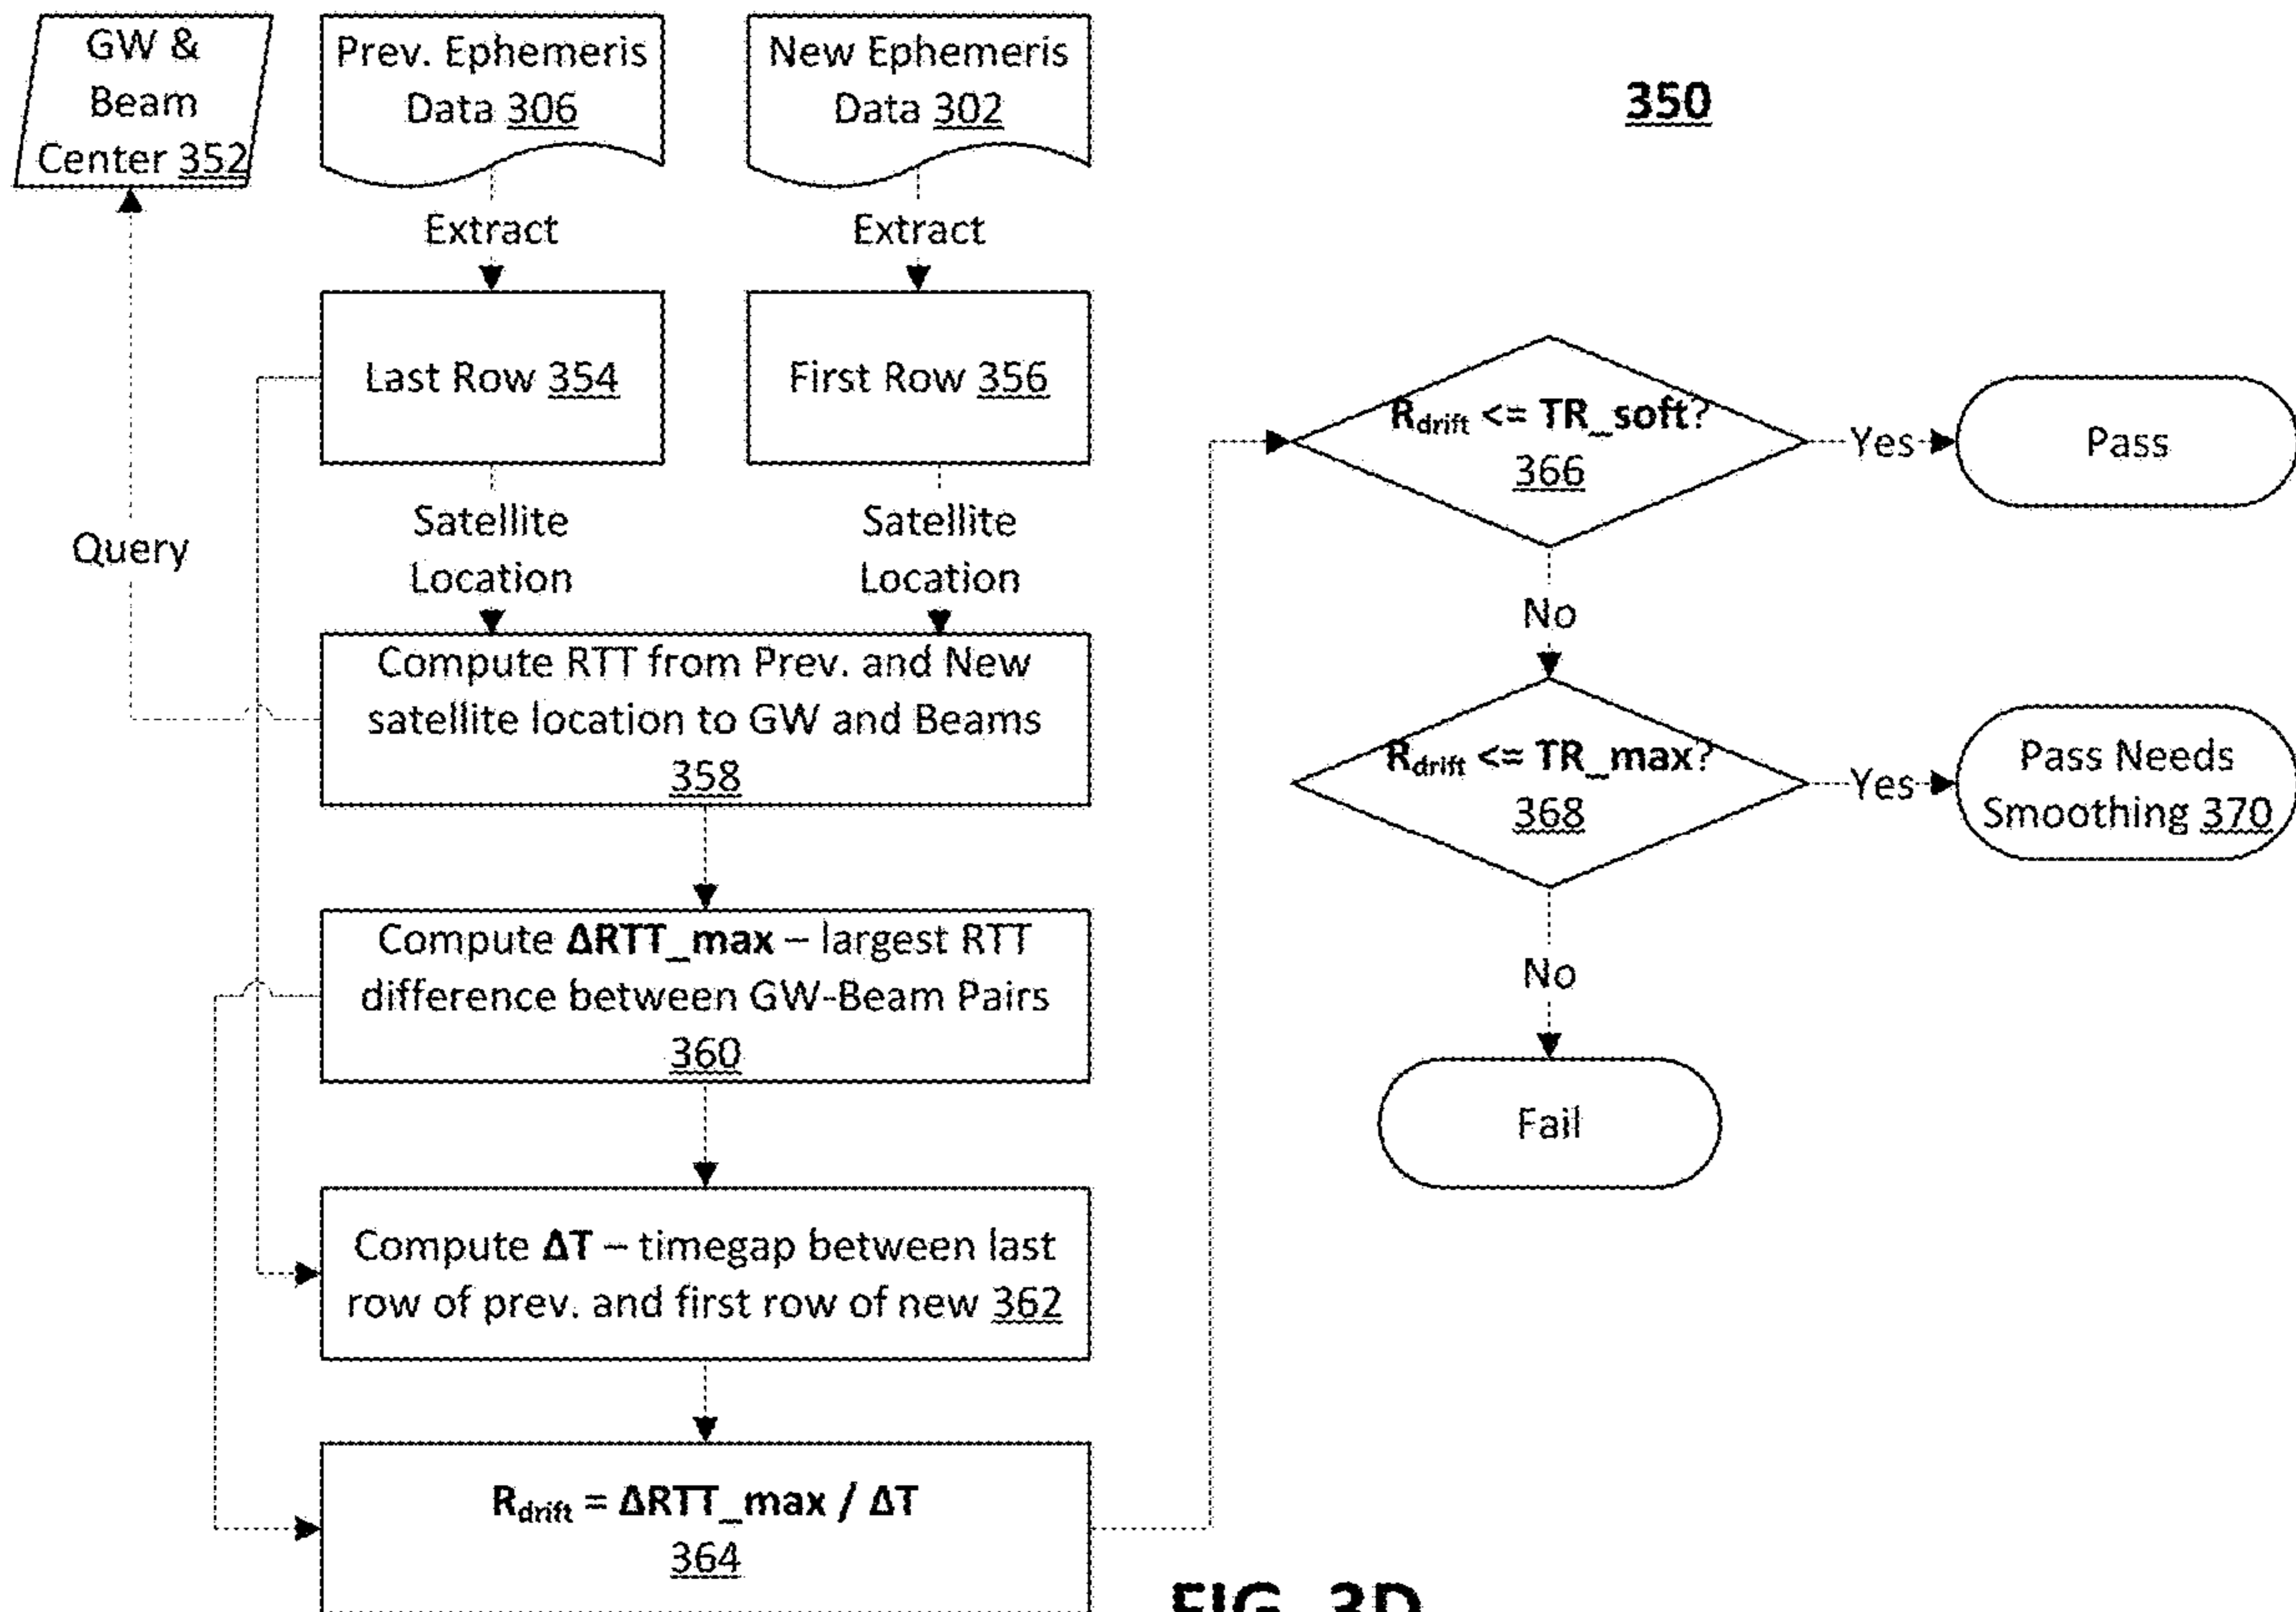 GW &
Beam
Center 352
Prev. Ephemeris
Data 306
New Ephemeris
Data 302
350
Extract
Extract
Last Row 354
First Row 356
Query
Satellite
Location
Satellite
Location
Compute RTT from Prev. and New
satellite location to GW and Beams
358
Compute ΔRTT_max – largest RTT
difference between GW-Beam Pairs
360
Compute ΔT – timegap between last
row of prev. and first row of new 362
Rdrift = ΔRTT_max / ΔT
364
Rdrift <= TR_soft?
366
Yes
Pass
No
Rdrift <= TR_max?
368
Yes
Pass Needs
Smoothing 370
No
Fail
FIG. 3D